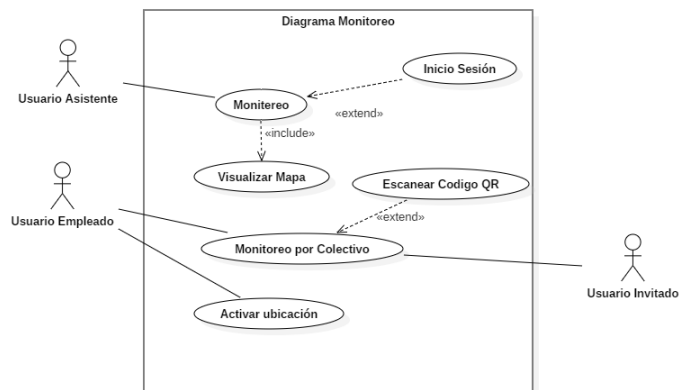 Diagrama Monitoreo
Inicio Sesión
Usuario Asistente
Monitereo
«extend»
«include»
Visualizar Mapa
Escanear Codigo QR
Usuario Empleado
«extend»
Monitoreo por Colectivo
Usuario Invitado
Activar ubicación